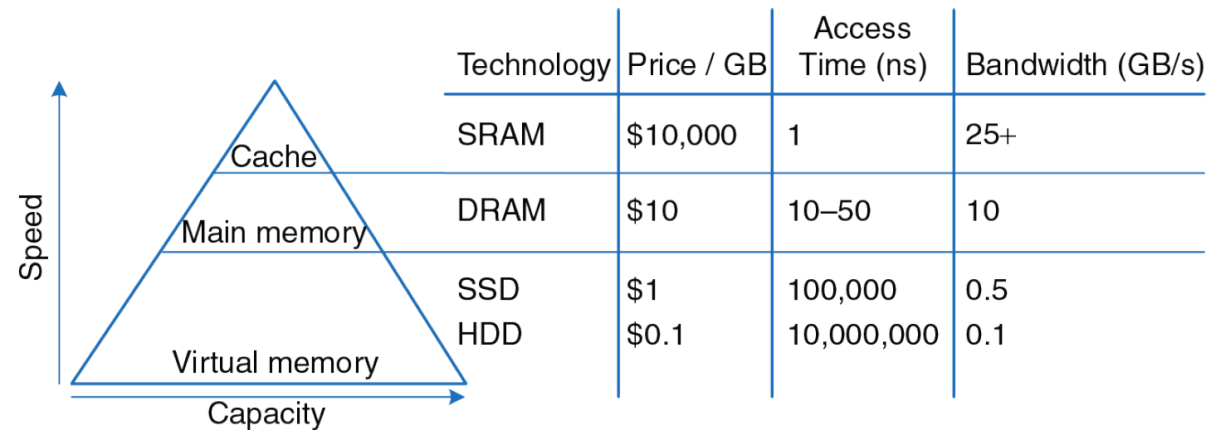 Technology Price / GB Access Time (ns) Bandwidth (GB/s)
Cache SRAM $10,000 1 25+
Main memory DRAM $10 10–50 10
SSD $1 100,000 0.5
HDD $0.1 10,000,000 0.1
Virtual memory
Speed
Capacity